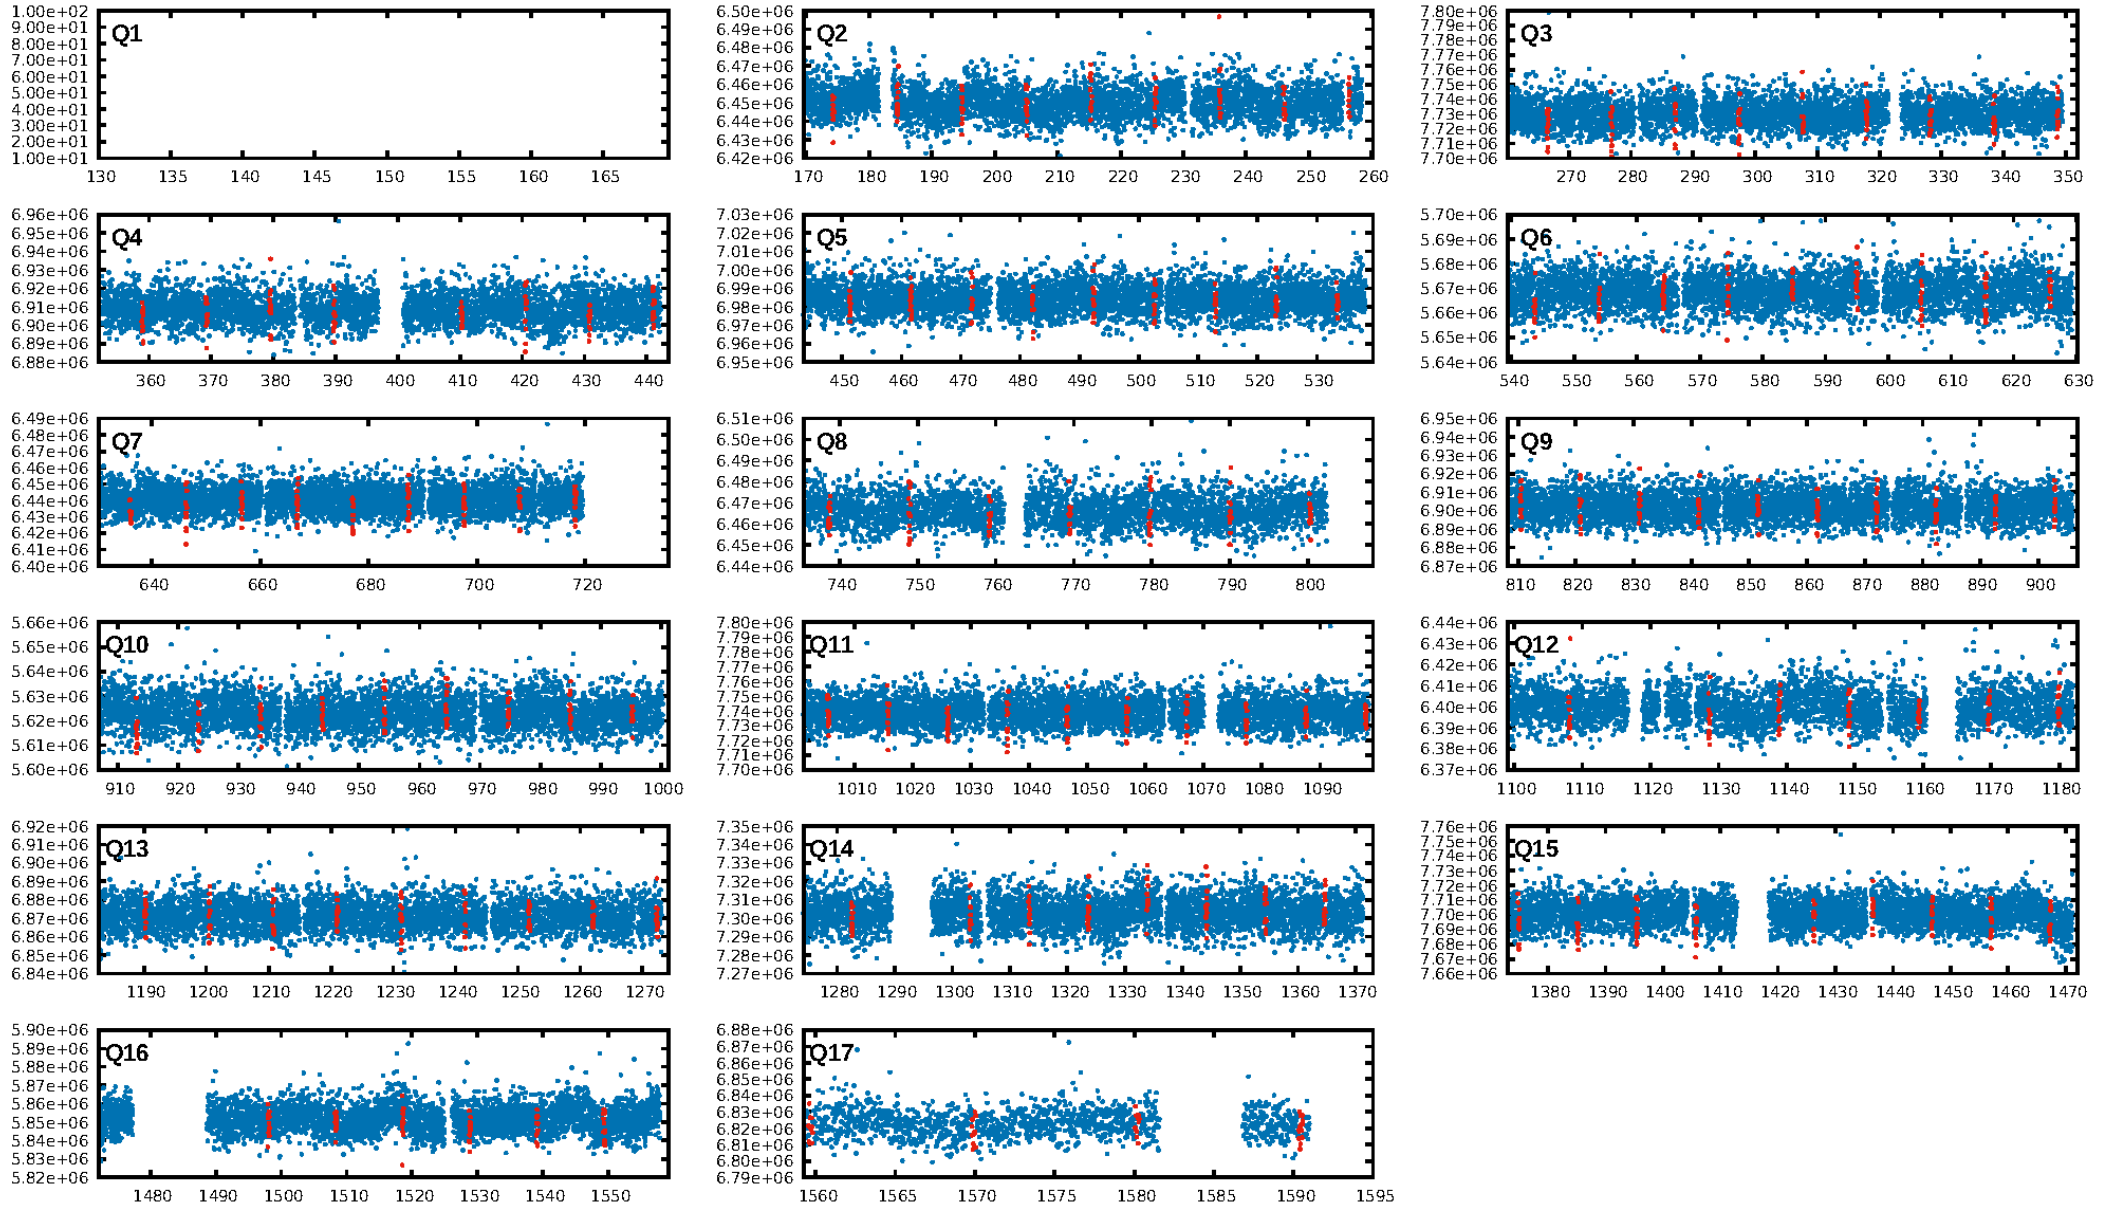 1.00e+02
9.00e+01
8.00e+01
7.00e+01
6.00e+01
5.00e+01
4.00e+01
3.00e+01
2.00e+01
1.00e+01
Q1
130 135 140 145 150 155 160 165
6.50e+06
6.49e+06
6.48e+06
6.47e+06
6.46e+06
6.45e+06
6.44e+06
6.43e+06
6.42e+06
Q2
170 180 190 200 210 220 230 240 250 260
7.80e+06
7.79e+06
7.78e+06
7.77e+06
7.76e+06
7.75e+06
7.74e+06
7.73e+06
7.72e+06
7.71e+06
7.70e+06
Q3
270 280 290 300 310 320 330 340 350
6.96e+06
6.95e+06
6.94e+06
6.93e+06
6.92e+06
6.91e+06
6.90e+06
6.89e+06
6.88e+06
Q4
360 370 380 390 400 410 420 430 440
7.03e+06
7.02e+06
7.01e+06
7.00e+06
6.99e+06
6.98e+06
6.97e+06
6.96e+06
6.95e+06
Q5
450 460 470 480 490 500 510 520 530
5.70e+06
5.69e+06
5.68e+06
5.67e+06
5.66e+06
5.65e+06
5.64e+06
Q6
540 550 560 570 580 590 600 610 620 630
6.49e+06
6.48e+06
6.47e+06
6.46e+06
6.45e+06
6.44e+06
6.43e+06
6.42e+06
6.41e+06
6.40e+06
Q7
640 660 680 700 720
6.51e+06
6.50e+06
6.49e+06
6.48e+06
6.47e+06
6.46e+06
6.45e+06
6.44e+06
Q8
740 750 760 770 780 790 800
6.95e+06
6.94e+06
6.93e+06
6.92e+06
6.91e+06
6.90e+06
6.89e+06
6.88e+06
6.87e+06
Q9
810 820 830 840 850 860 870 880 890 900
5.66e+06
5.65e+06
5.64e+06
5.63e+06
5.62e+06
5.61e+06
5.60e+06
Q10
910 920 930 940 950 960 970 980 990 1000
7.80e+06
7.79e+06
7.78e+06
7.77e+06
7.76e+06
7.75e+06
7.74e+06
7.73e+06
7.72e+06
7.71e+06
7.70e+06
Q11
1010 1020 1030 1040 1050 1060 1070 1080 1090
6.44e+06
6.43e+06
6.42e+06
6.41e+06
6.40e+06
6.39e+06
6.38e+06
6.37e+06
Q12
1100 1110 1120 1130 1140 1150 1160 1170 1180
6.92e+06
6.91e+06
6.90e+06
6.89e+06
6.88e+06
6.87e+06
6.86e+06
6.85e+06
6.84e+06
Q13
1190 1200 1210 1220 1230 1240 1250 1260 1270
7.35e+06
7.34e+06
7.33e+06
7.32e+06
7.31e+06
7.30e+06
7.29e+06
7.28e+06
7.27e+06
Q14
1280 1290 1300 1310 1320 1330 1340 1350 1360 1370
7.76e+06
7.75e+06
7.74e+06
7.73e+06
7.72e+06
7.71e+06
7.70e+06
7.69e+06
7.68e+06
7.67e+06
7.66e+06
Q15
1380 1390 1400 1410 1420 1430 1440 1450 1460 1470
5.90e+06
5.89e+06
5.88e+06
5.87e+06
5.86e+06
5.85e+06
5.84e+06
5.83e+06
5.82e+06
Q16
1480 1490 1500 1510 1520 1530 1540 1550
6.88e+06
6.87e+06
6.86e+06
6.85e+06
6.84e+06
6.83e+06
6.82e+06
6.81e+06
6.80e+06
6.79e+06
Q17
1560 1565 1570 1575 1580 1585 1590 1595